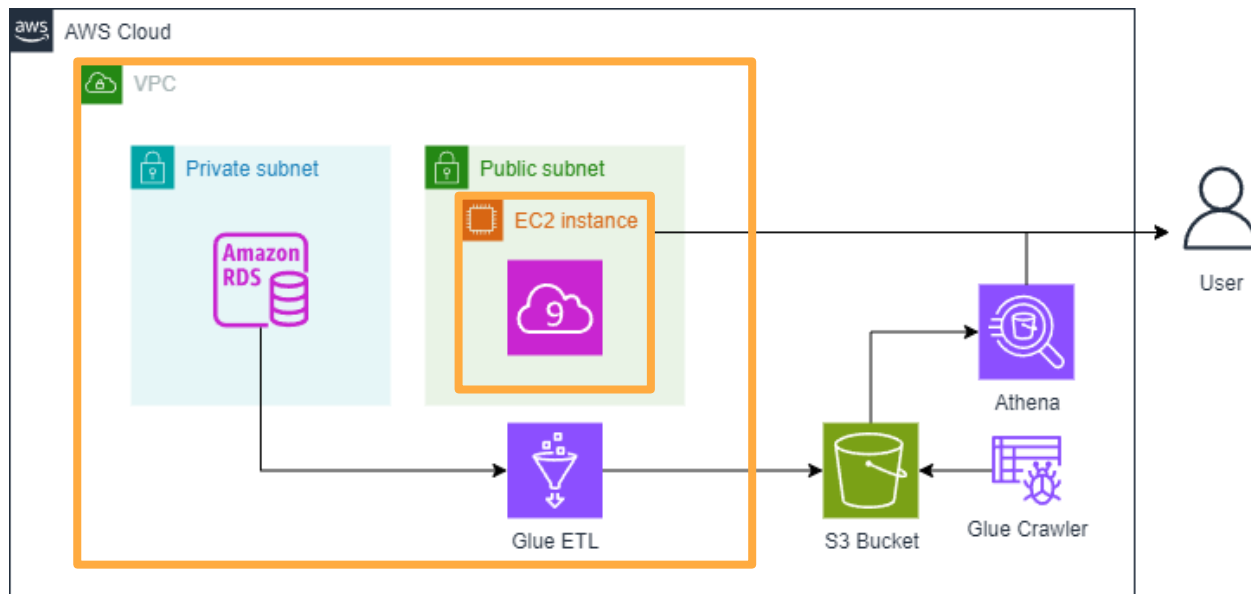 aws
AWS Cloud
VPC
Private subnet
Public subnet
EC2 instance
Amazon
RDS
9
User
Athena
Glue ETL
S3 Bucket
Glue Crawler